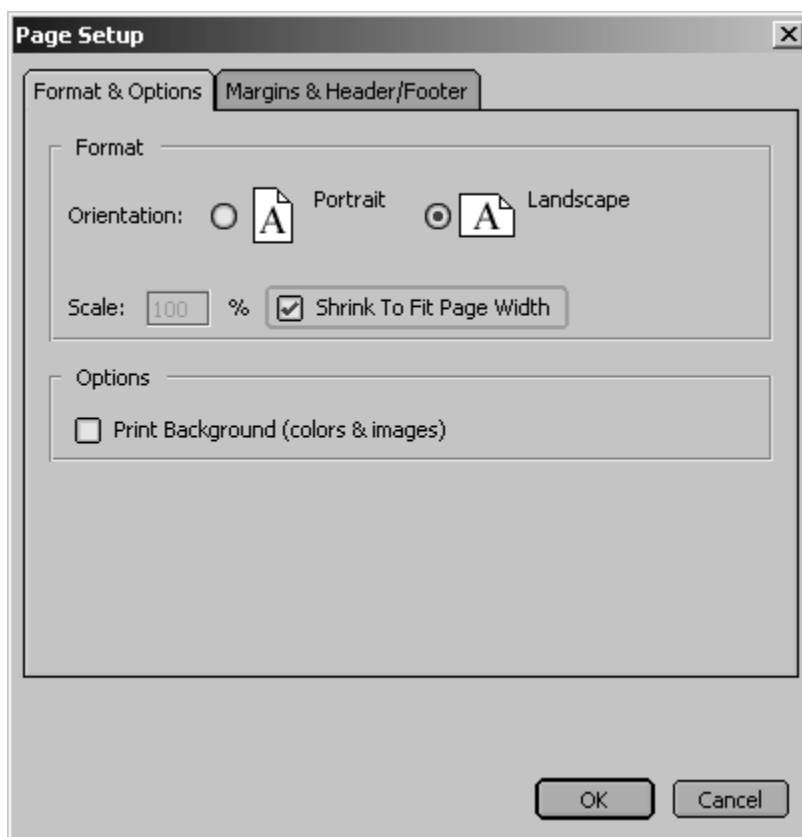 Page Setup
Format & Options Margins & Header/Footer
Format
Orientation: A Portrait A Landscape
Scale: 100 % Shrink To Fit Page Width
Options
Print Background (colors & images)
OK Cancel